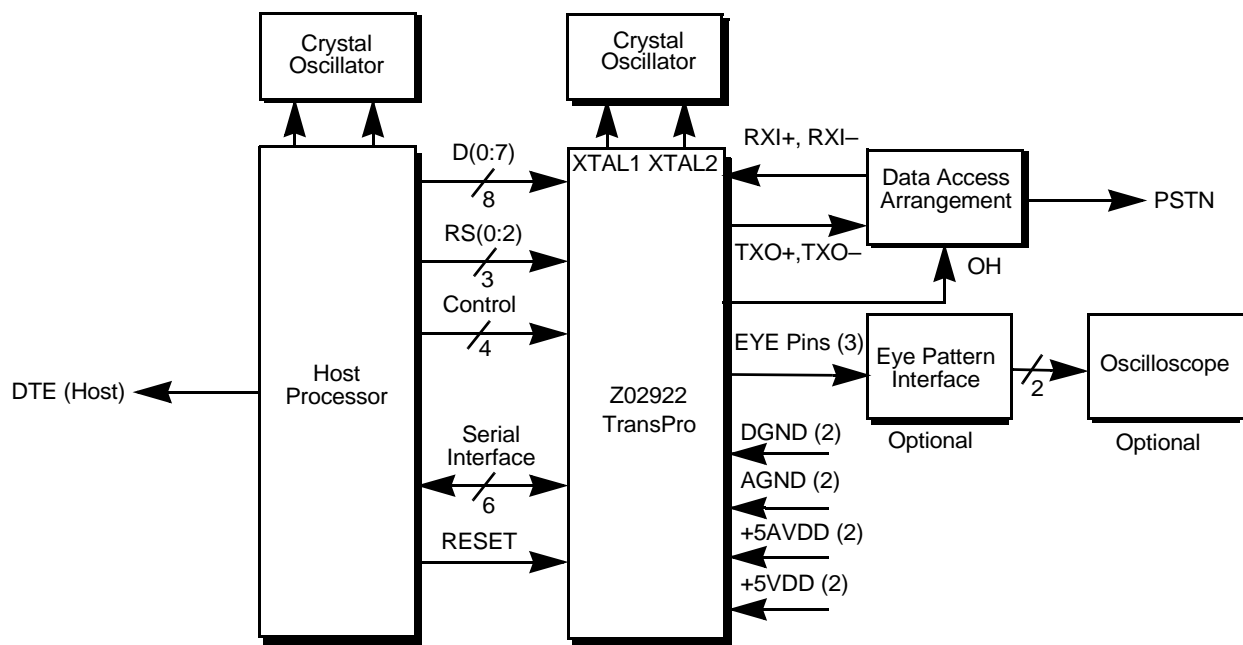 Crystal
Oscillator
Crystal
Oscillator
D(0:7)
8
RS(0:2)
3
Control
4
Host
Processor
DTE (Host)
Serial
Interface
6
RESET
XTAL1 XTAL2
Z02922
TransPro
RXI+, RXI–
TXO+,TXO–
Data Access
Arrangement
PSTN
OH
EYE Pins (3)
Eye Pattern
Interface
Optional
2
Oscilloscope
Optional
DGND (2)
AGND (2)
+5AVDD (2)
+5VDD (2)